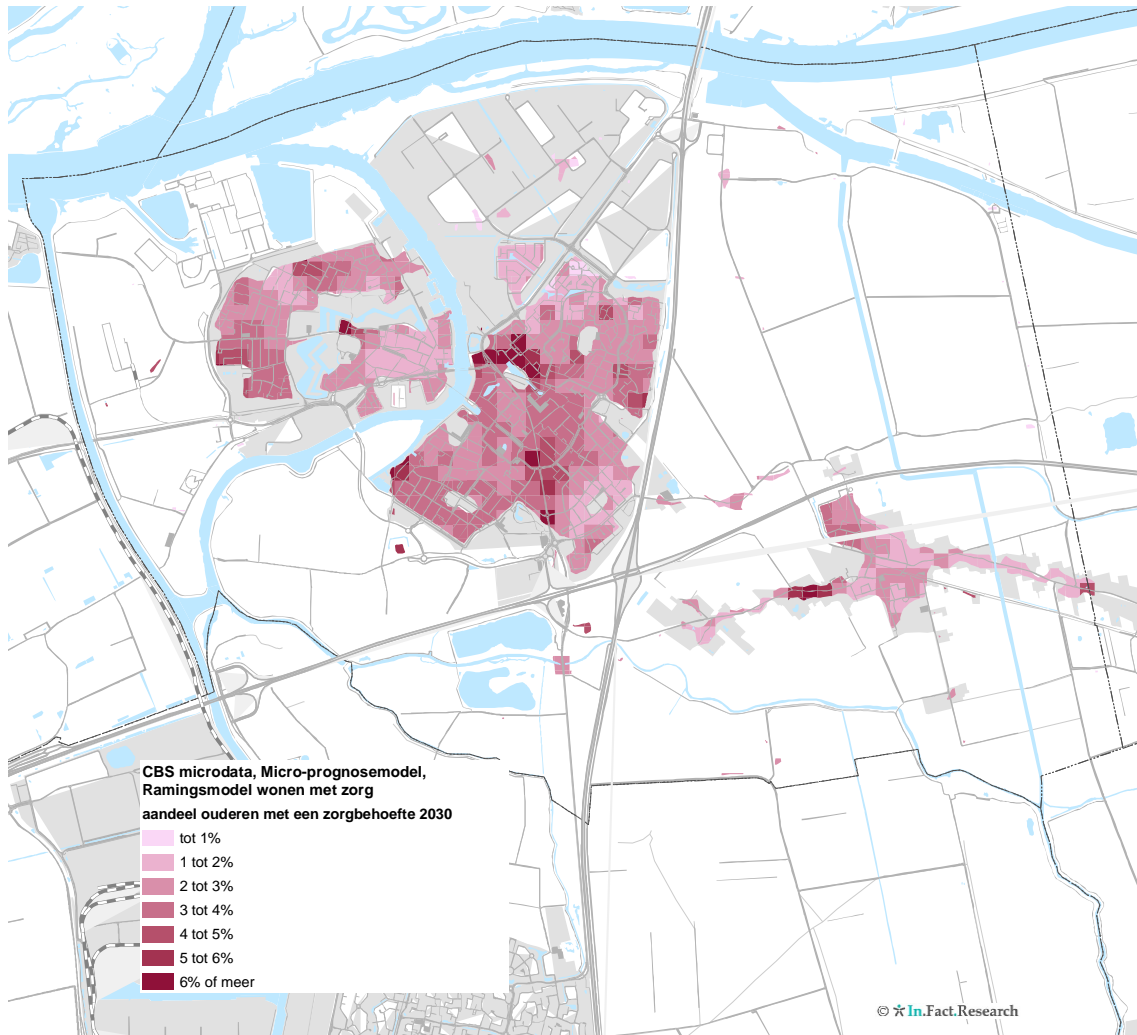 CBS microdata, Micro-prognosemodel,
Ramingsmodel wonen met zorg
aandeel ouderen met een zorgbehoefte 2030
tot 1%
1 tot 2%
2 tot 3%
3 tot 4%
4 tot 5%
5 tot 6%
6% of meer
© In.Fact.Research